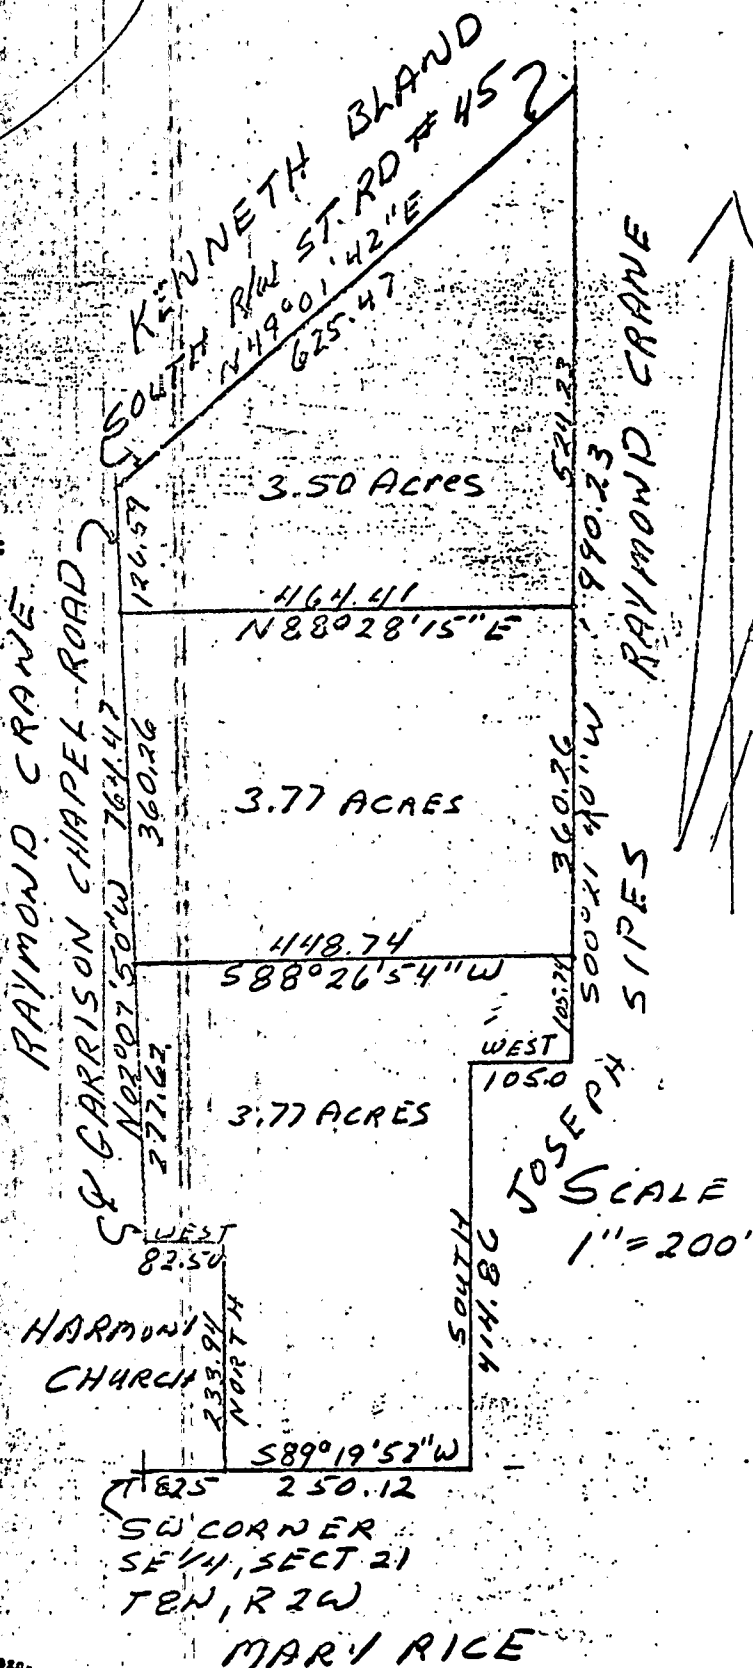 KENNETH BLAND
SOUTH R/W ST. RD # 45
N 49°01'42"E
625.47
3.50 Acres
126.59
524.23
990.23
RAYMOND CRANE
464.41
N 88°28'15"E
RAYMOND CRANE
GARRISON CHAPEL ROAD
N02°07'50"W 764.47
360.26
3.77 ACRES
360.26
S00°21'40"W
448.74
S88°26'54"W
105.74
JOSEPH SIPES
WEST
105.0
277.62
3.77 ACRES
SCALE
1"=200'
WEST
82.50
HARMONY
CHURCH
233.94
NORTH
SOUTH
414.86
S89°19'52"W
825
250.12
SW CORNER
SE 1/4, SECT 21
T8N, R2W
MARY RICE